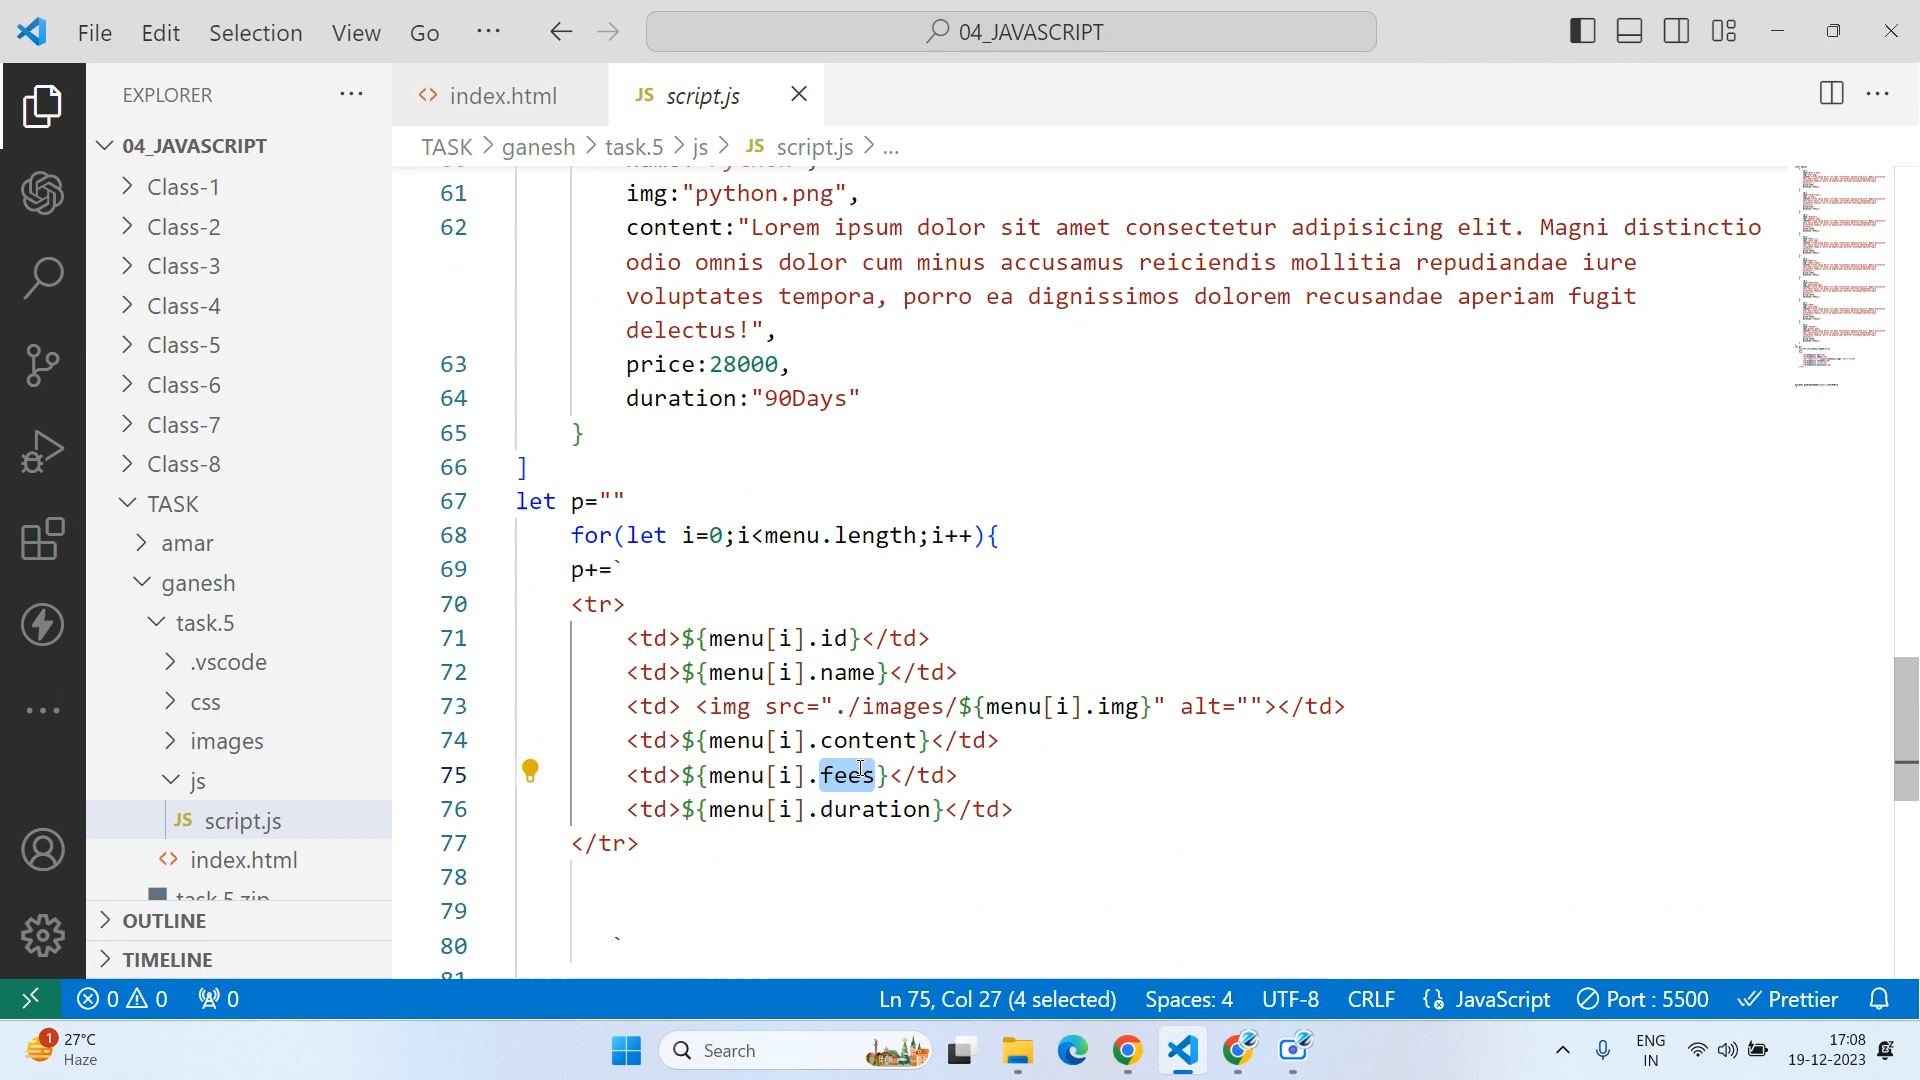 File Edit Selection View Go ··· 04_JAVASCRIPT
EXPLORER ···
index.html
JS script.js
TASK > ganesh > task.5 > js > JS script.js > ...
04_JAVASCRIPT
Class-1
Class-2
Class-3
Class-4
Class-5
Class-6
Class-7
Class-8
TASK
amar
ganesh
task.5
.vscode
css
images
js
JS script.js
index.html
task.5.zip
OUTLINE
TIMELINE
61 img:"python.png",
62 content:"Lorem ipsum dolor sit amet consectetur adipisicing elit. Magni distinctio
odio omnis dolor cum minus accusamus reiciendis mollitia repudiandae iure
voluptates tempora, porro ea dignissimos dolorem recusandae aperiam fugit
delectus!",
63 price:28000,
64 duration:"90Days"
65 }
66 ]
67 let p=""
68 for(let i=0;i<menu.length;i++){
69 p+=`
70 <tr>
71 <td>${menu[i].id}</td>
72 <td>${menu[i].name}</td>
73 <td> <img src="./images/${menu[i].img}" alt=""></td>
74 <td>${menu[i].content}</td>
75 <td>${menu[i].fees}</td>
76 <td>${menu[i].duration}</td>
77 </tr>
78
79
80 `
81
0 0 0 Ln 75, Col 27 (4 selected) Spaces: 4 UTF-8 CRLF JavaScript Port : 5500 Prettier
1 27°C
Haze
Search
ENG
IN
17:08
19-12-2023